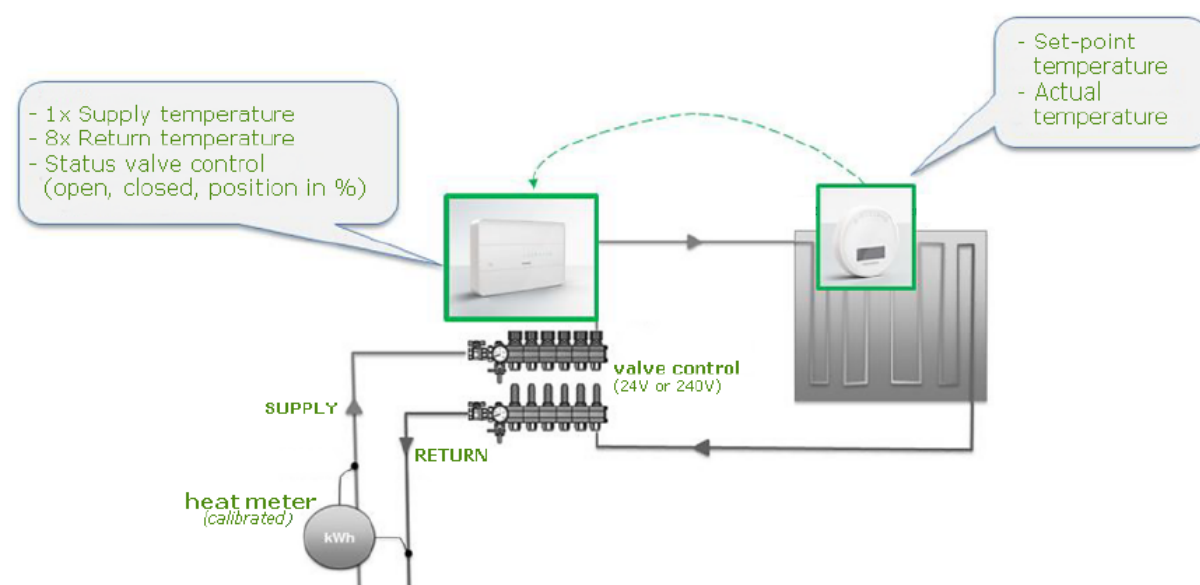 - Set-point
temperature
- Actual
temperature
- 1x Supply temperature
- 8x Return temperature
- Status valve control
(open, closed, position in %)
valve control
(24V or 240V)
SUPPLY
RETURN
heat meter
(calibrated)
kWh